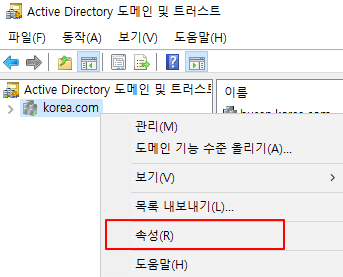 Active Directory 도메인 및 트러스트
파일(F) 동작(A) 보기(V) 도움말(H)
Active Directory 도메인 및 트러스트
이름
korea.com
관리(M)
도메인 기능 수준 올리기(A)...
보기(V)
목록 내보내기(L)...
속성(R)
도움말(H)